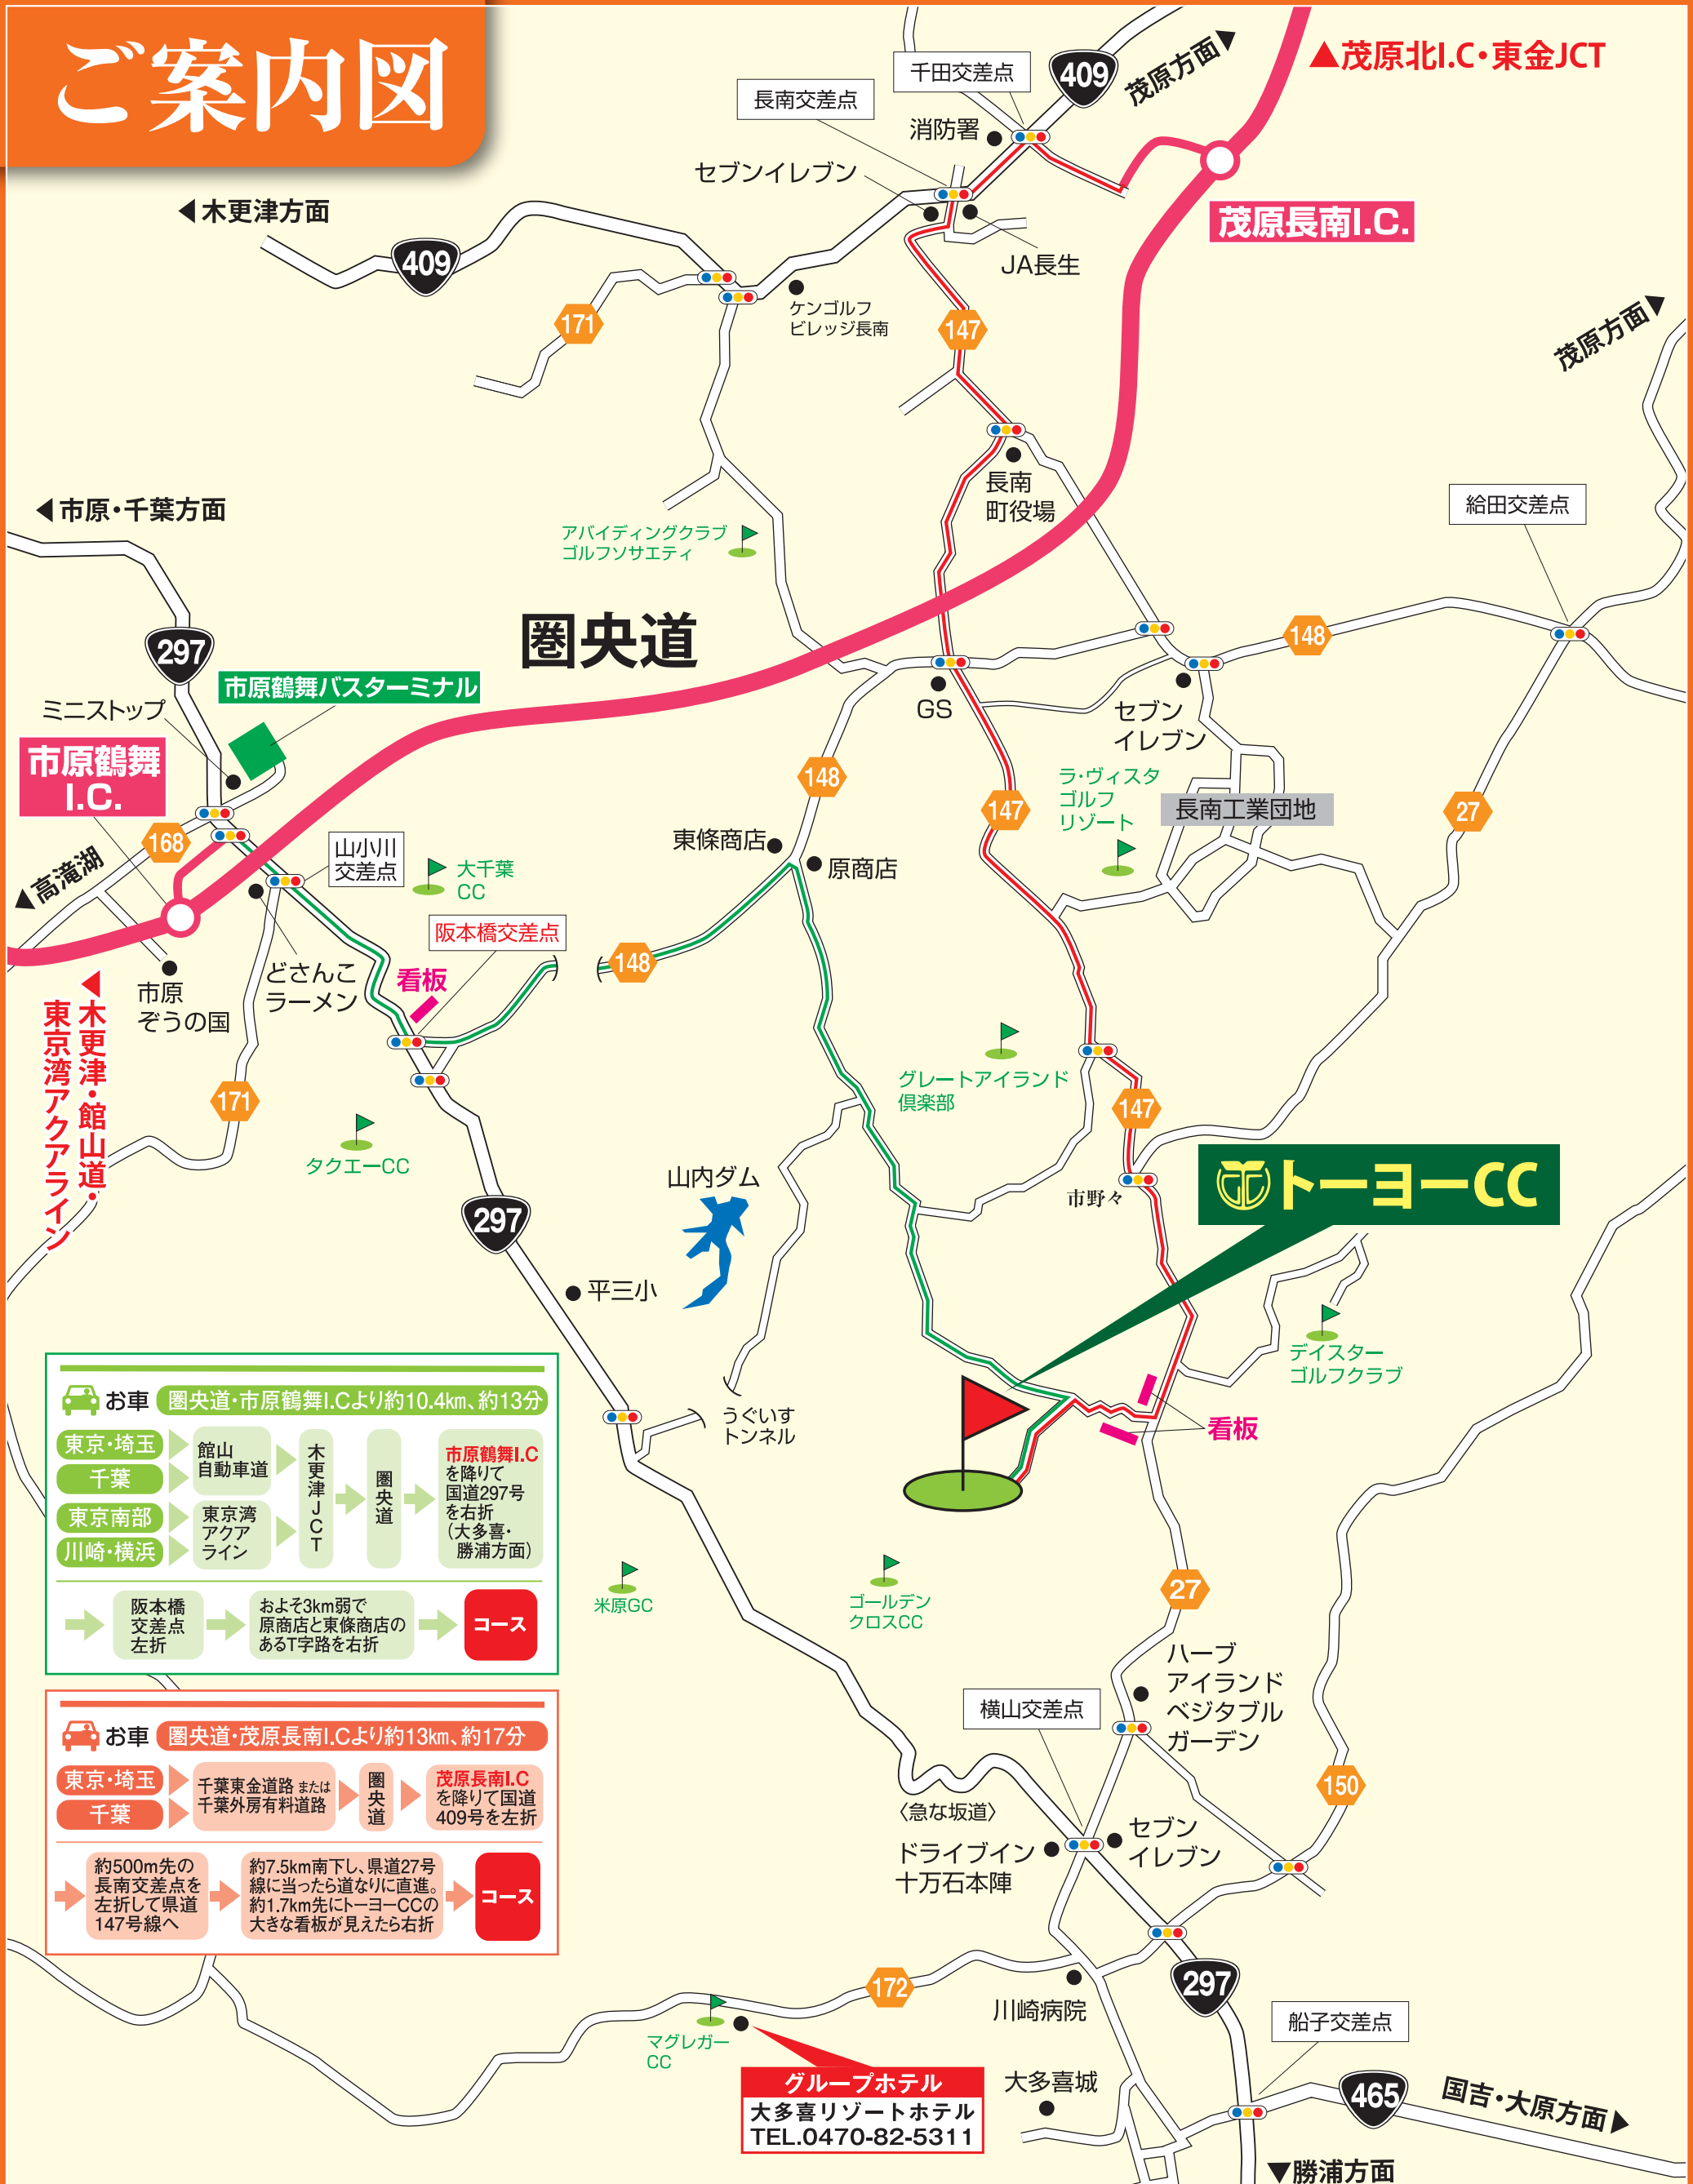 ご案内図
▲茂原北I.C・東金JCT
千田交差点
409
茂原方面▶
長南交差点
消防署
セブンイレブン
◀木更津方面
茂原長南I.C.
409
JA長生
ケンゴルフ
ビレッジ長南
171
147
茂原方面▶
長南
町役場
◀市原・千葉方面
給田交差点
アバイディングクラブ
ゴルフソサエティ
圏央道
297
148
市原鶴舞バスターミナル
ミニストップ
GS
セブン
イレブン
市原鶴舞
I.C.
148
ラ・ヴィスタ
ゴルフ
リゾート
147
長南工業団地
27
168
山小川
交差点
東條商店
原商店
◀高滝湖
大千葉
CC
阪本橋交差点
148
看板
どさんこ
ラーメン
市原
ぞうの国
◀木更津・館山道・
東京湾アクアライン
171
グレートアイランド
倶楽部
147
タクエーCC
山内ダム
市野々
トーヨーCC
297
平三小
デイスター
ゴルフクラブ
うぐいす
トンネル
看板
お車
圏央道・市原鶴舞I.Cより約10.4km、約13分
東京・埼玉
千葉
館山
自動車道
東京南部
川崎・横浜
東京湾
アクア
ライン
木更津JCT
圏央道
市原鶴舞I.C
を降りて
国道297号
を右折
(大多喜・
勝浦方面)
阪本橋
交差点
左折
およそ3km弱で
原商店と東條商店の
あるT字路を右折
コース
米原GC
ゴールデン
クロスCC
27
ハーブ
アイランド
ベジタブル
ガーデン
横山交差点
お車
圏央道・茂原長南I.Cより約13km、約17分
東京・埼玉
千葉
千葉東金道路 または
千葉外房有料道路
圏央道
茂原長南I.C
を降りて国道
409号を左折
約500m先の
長南交差点を
左折して県道
147号線へ
約7.5km南下し、県道27号
線に当ったら道なりに直進。
約1.7km先にトーヨーCCの
大きな看板が見えたら右折
コース
150
〈急な坂道〉
ドライブイン
十万石本陣
セブン
イレブン
172
川崎病院
297
船子交差点
マグレガー
CC
グループホテル
大多喜リゾートホテル
TEL.0470-82-5311
大多喜城
465
国吉・大原方面▶
▼勝浦方面